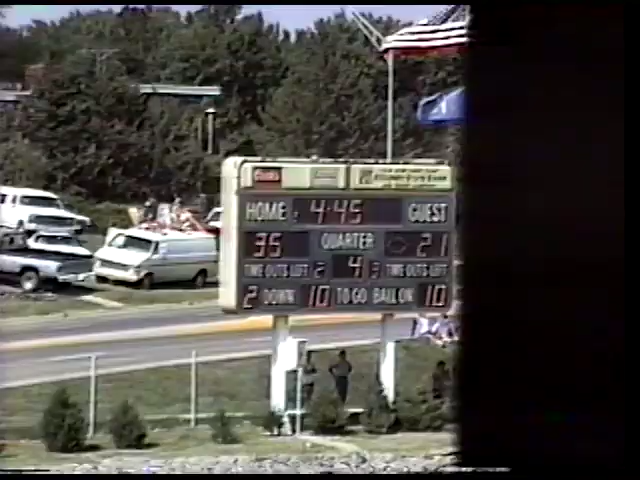 HOME 4:45 GUEST
35 QUARTER 21
TIME OUTS LEFT 2 4 3 TIME OUTS LEFT
2 DOWN 10 TO GO BALL ON 10